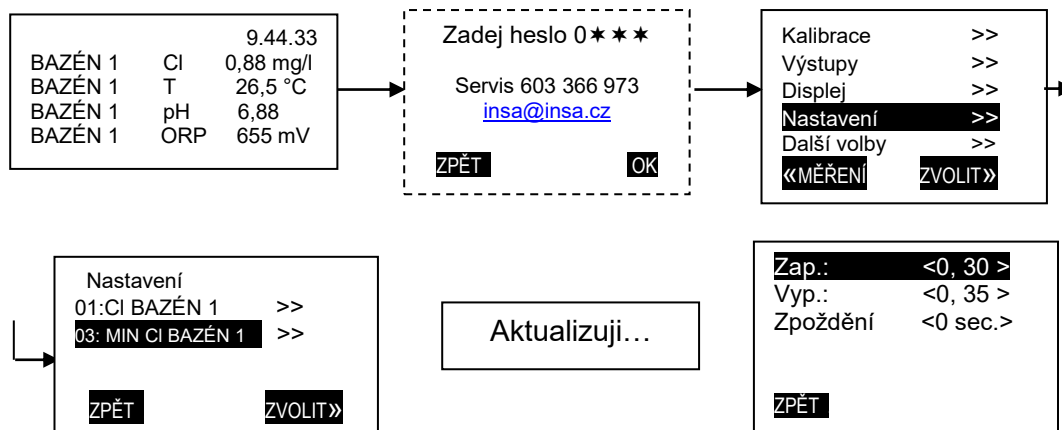 9.44.33
BAZÉN 1 Cl 0,88 mg/l
BAZÉN 1 T 26,5 °C
BAZÉN 1 pH 6,88
BAZÉN 1 ORP 655 mV
Zadej heslo 0✶✶✶
Servis 603 366 973
insa@insa.cz
ZPĚT OK
Kalibrace >>
Výstupy >>
Displej >>
Nastavení >>
Další volby >>
«MĚŘENÍ ZVOLIT»
Nastavení
01:Cl BAZÉN 1 >>
03: MIN Cl BAZÉN 1 >>
ZPĚT ZVOLIT»
Aktualizuji…
Zap.: <0, 30 >
Vyp.: <0, 35 >
Zpoždění <0 sec.>
ZPĚT